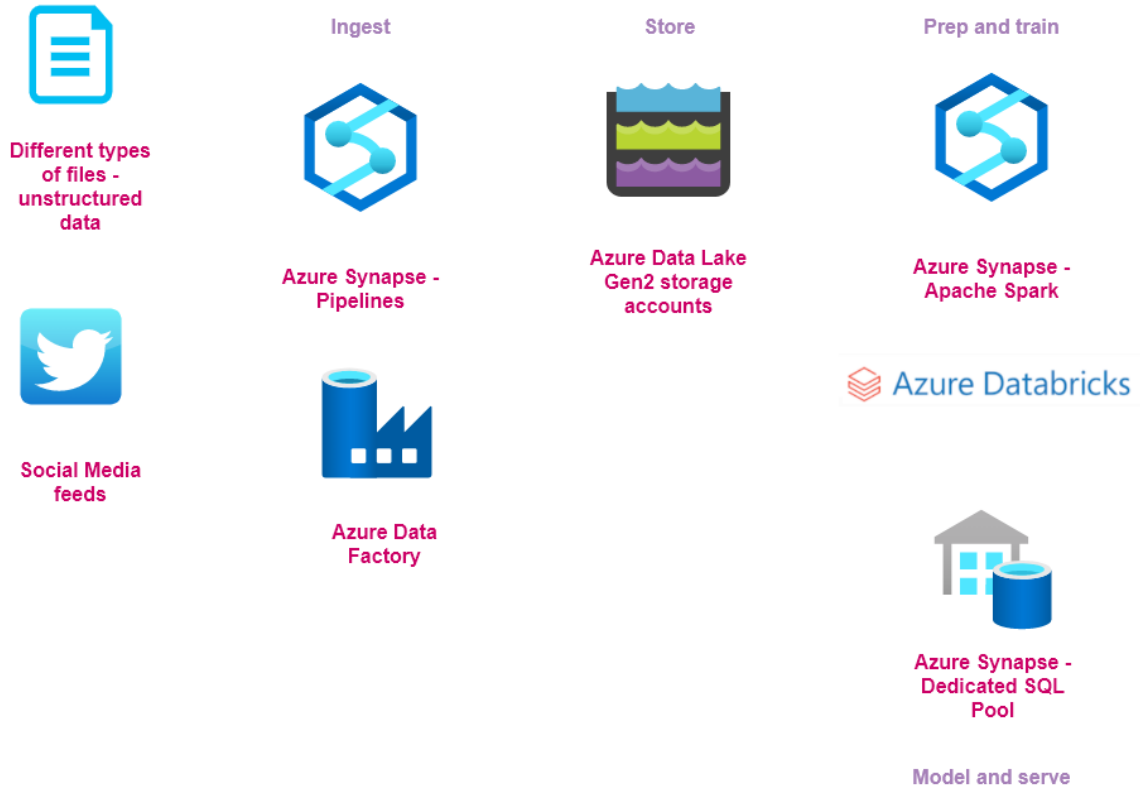 Ingest
Store
Prep and train
Different types
of files -
unstructured
data
Azure Synapse -
Pipelines
Azure Data Lake
Gen2 storage
accounts
Azure Synapse -
Apache Spark
Azure Databricks
Social Media
feeds
Azure Data
Factory
Azure Synapse -
Dedicated SQL
Pool
Model and serve